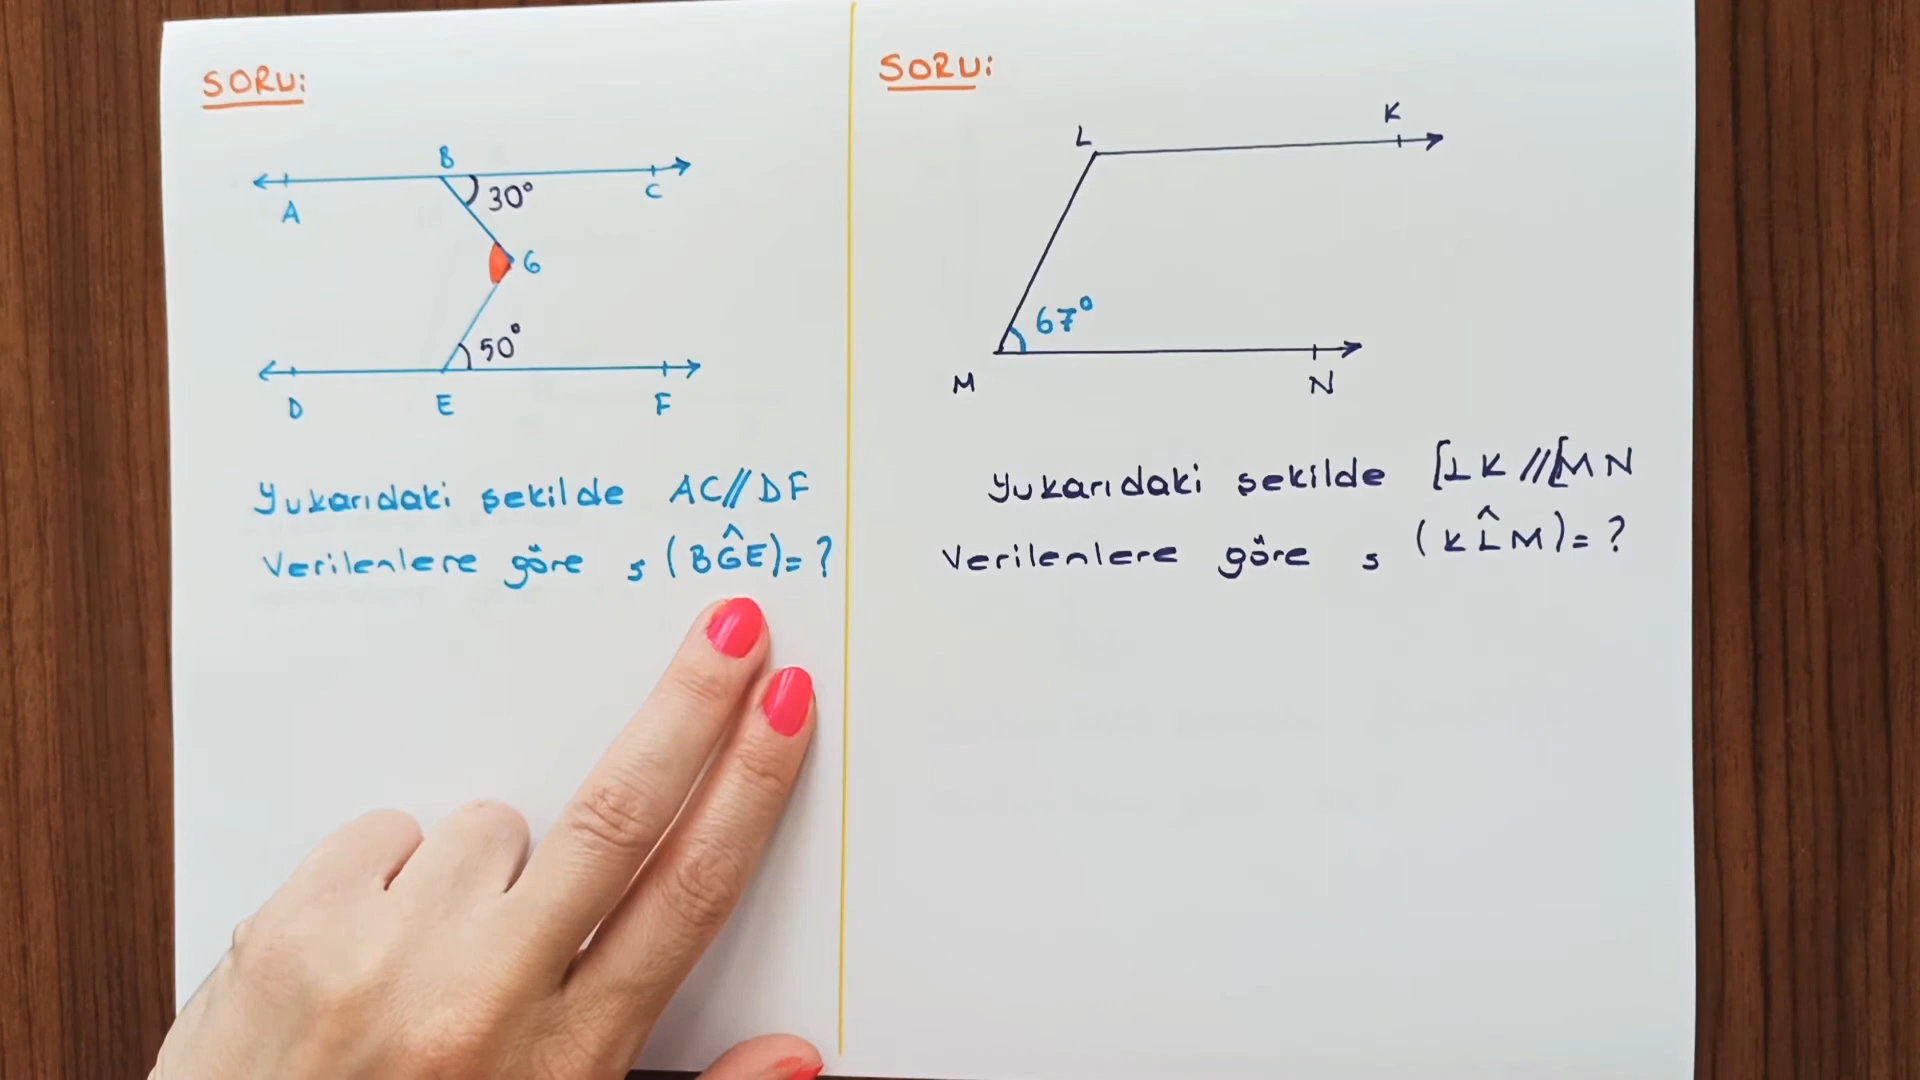 SORU:
B
30°
A
C
G
50°
D
E
F
Yukarıdaki şekilde AC//DF
Verilenlere göre s(BĜE)=?
SORU:
L
K
67°
M
N
Yukarıdaki şekilde [LK//[MN
Verilenlere göre s(KL̂M)=?